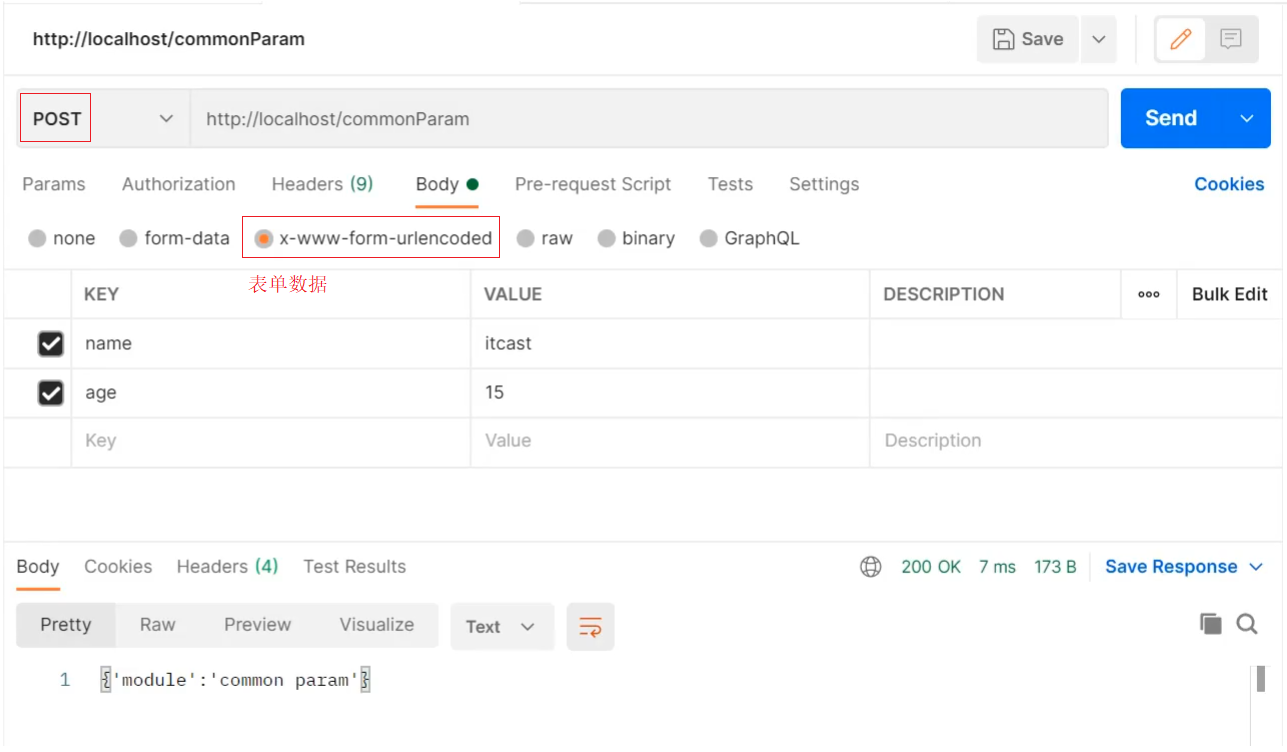 http://localhost/commonParam
Save
POST
http://localhost/commonParam
Send
Params Authorization Headers (9) Body Pre-request Script Tests Settings Cookies
none form-data x-www-form-urlencoded raw binary GraphQL
表单数据
KEY VALUE DESCRIPTION ooo Bulk Edit
name itcast
age 15
Key Value Description
Body Cookies Headers (4) Test Results 200 OK 7 ms 173 B Save Response
Pretty Raw Preview Visualize Text
1 {'module':'common param'}